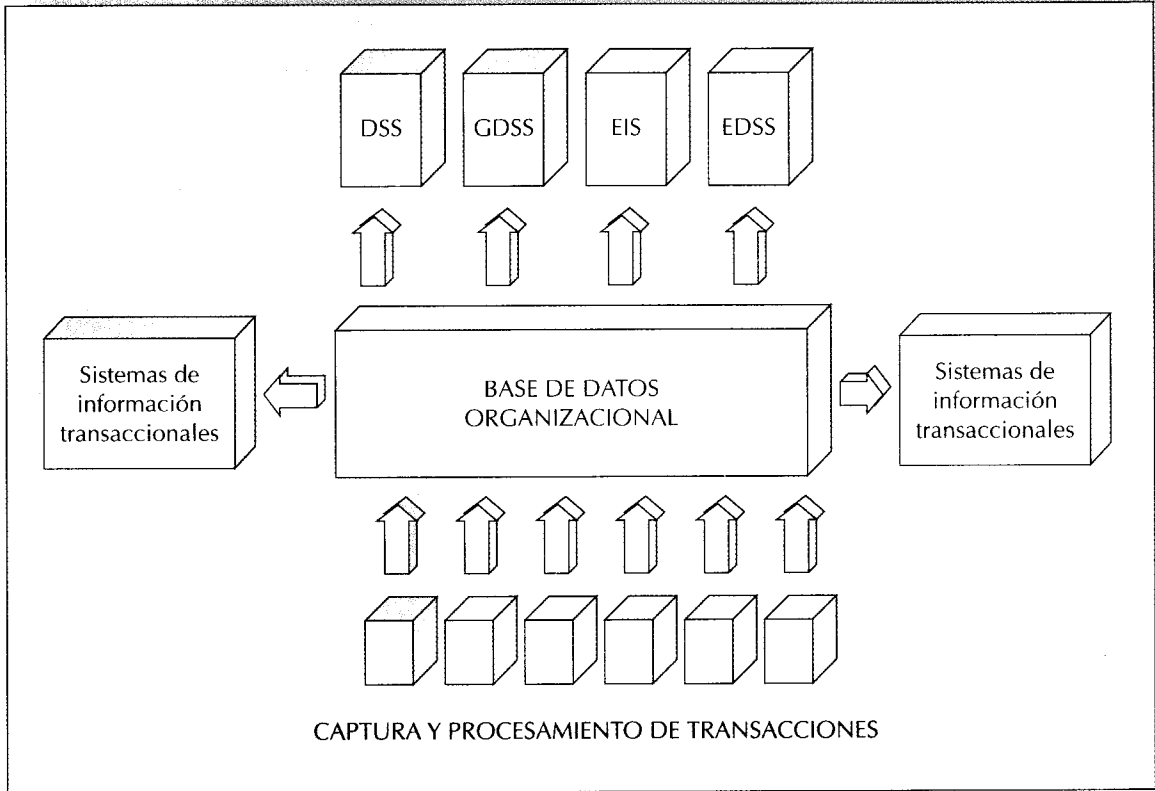 DSS
GDSS
EIS
EDSS
Sistemas de
información
transaccionales
BASE DE DATOS
ORGANIZACIONAL
Sistemas de
información
transaccionales
CAPTURA Y PROCESAMIENTO DE TRANSACCIONES